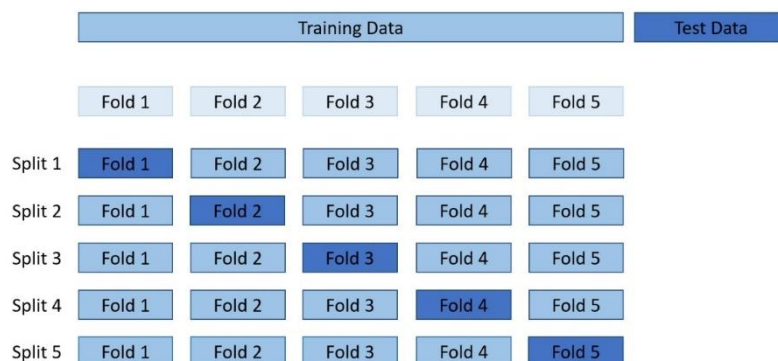 Training Data Test Data
Fold 1 Fold 2 Fold 3 Fold 4 Fold 5
Split 1 Fold 1 Fold 2 Fold 3 Fold 4 Fold 5
Split 2 Fold 1 Fold 2 Fold 3 Fold 4 Fold 5
Split 3 Fold 1 Fold 2 Fold 3 Fold 4 Fold 5
Split 4 Fold 1 Fold 2 Fold 3 Fold 4 Fold 5
Split 5 Fold 1 Fold 2 Fold 3 Fold 4 Fold 5